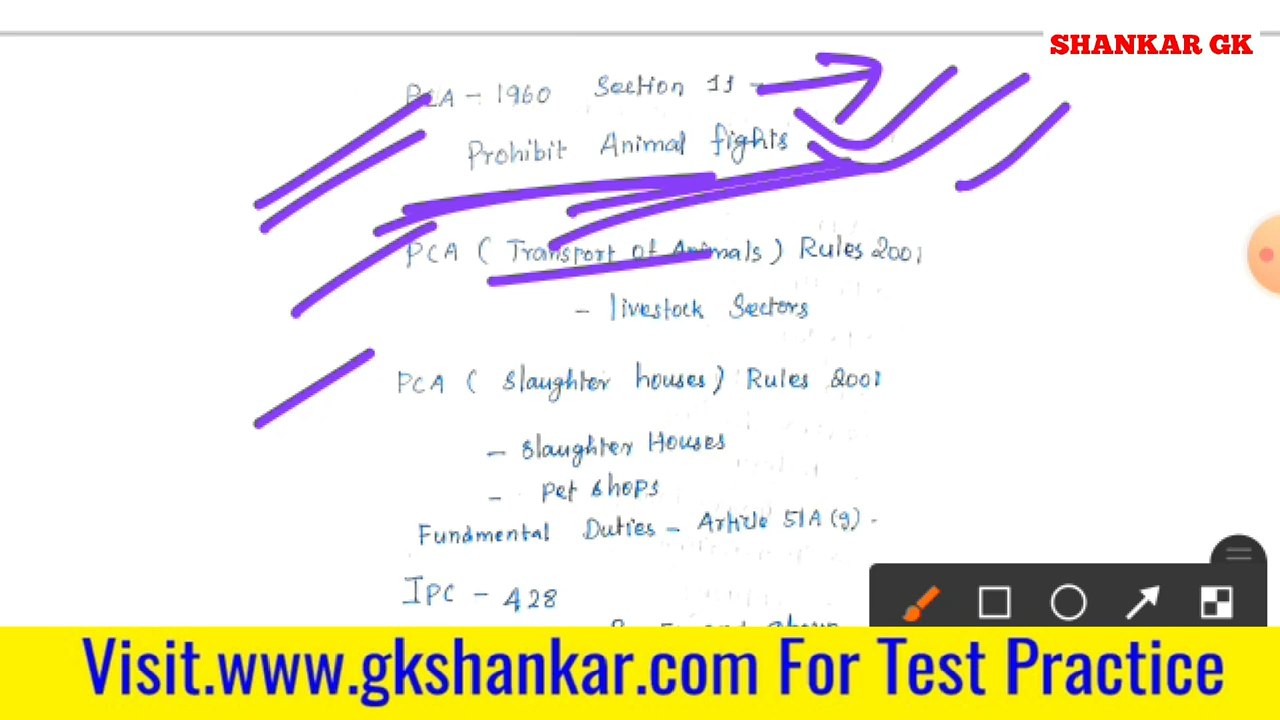 SHANKAR GK
PCA - 1960 Section 11 -
Prohibit Animal fights
PCA ( Transport of Animals ) Rules 2001
- livestock Sectors
PCA ( Slaughter houses ) Rules 2001
- Slaughter Houses
- Pet shops
Fundmental Duties - Article 51A (g) -
IPC - 428
above
Visit.www.gkshankar.com For Test Practice